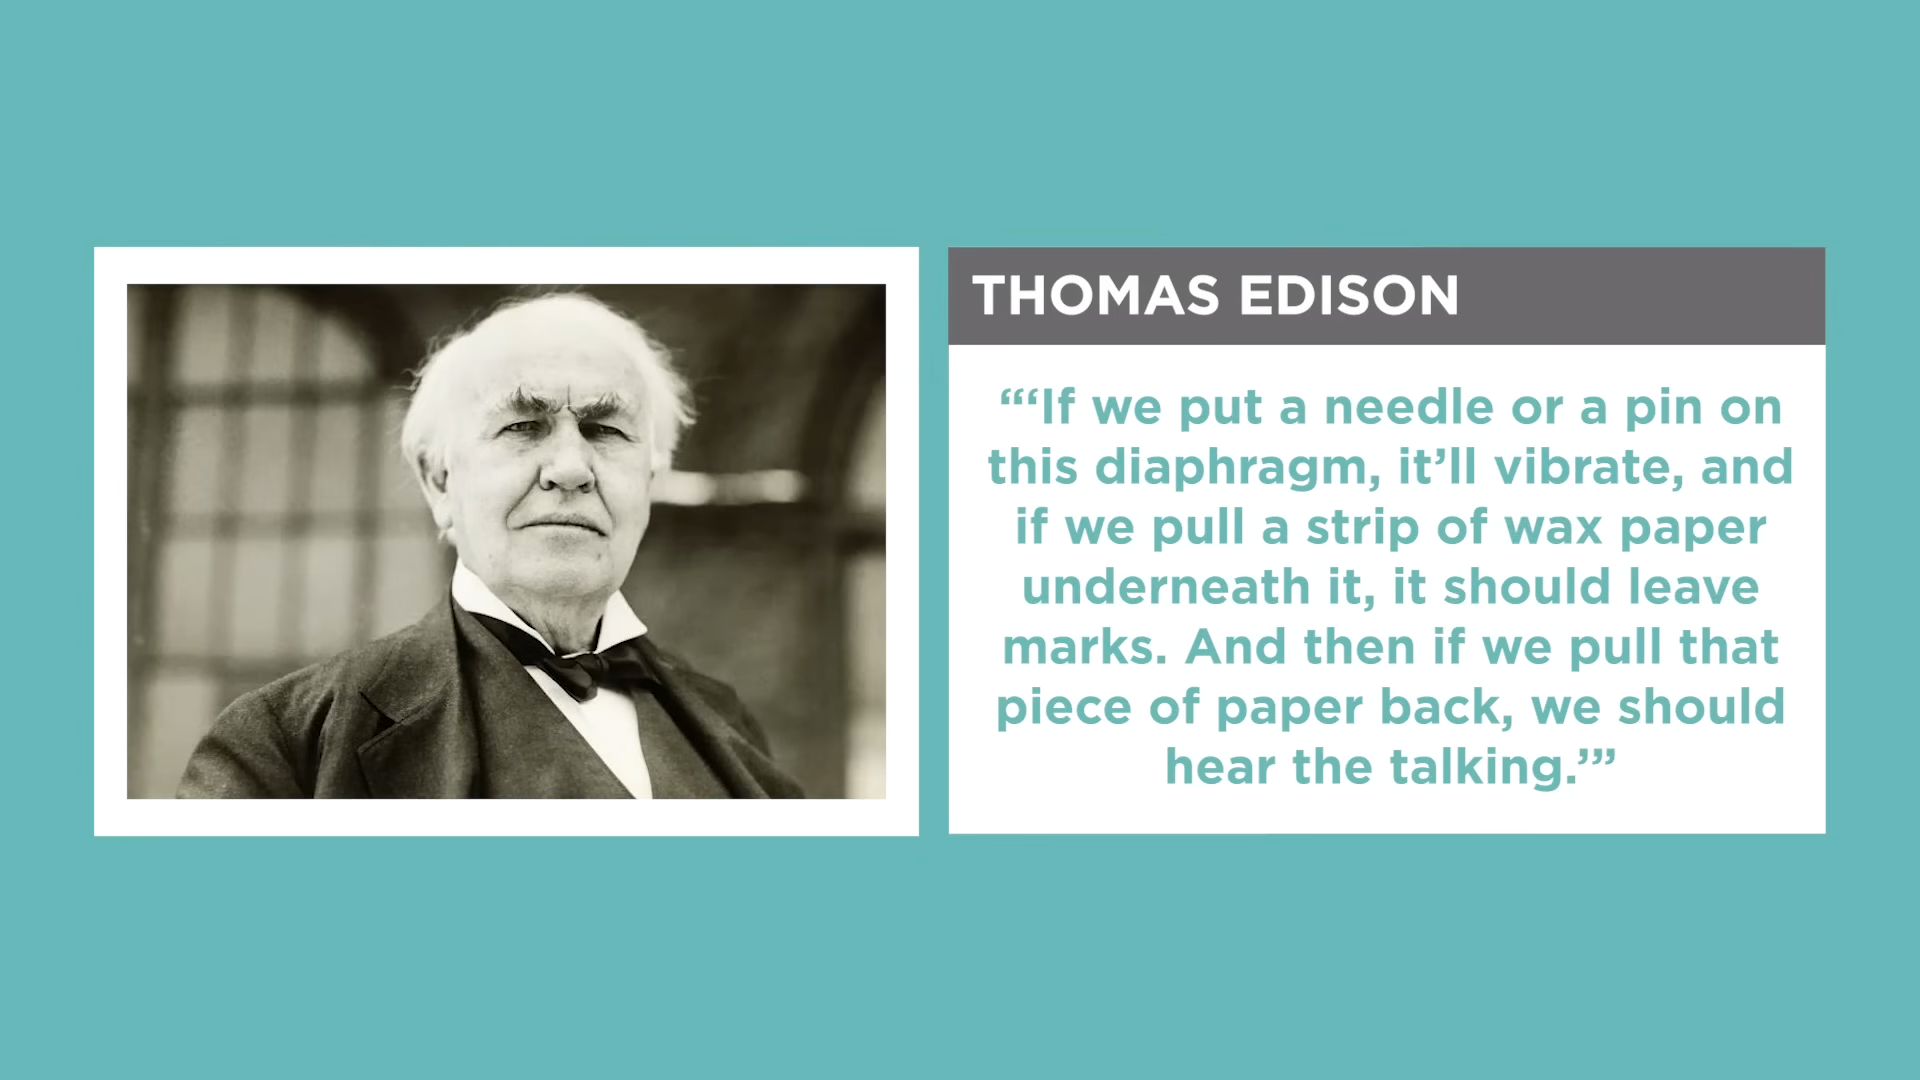 THOMAS EDISON
“‘If we put a needle or a pin on
this diaphragm, it’ll vibrate, and
if we pull a strip of wax paper
underneath it, it should leave
marks. And then if we pull that
piece of paper back, we should
hear the talking.’”